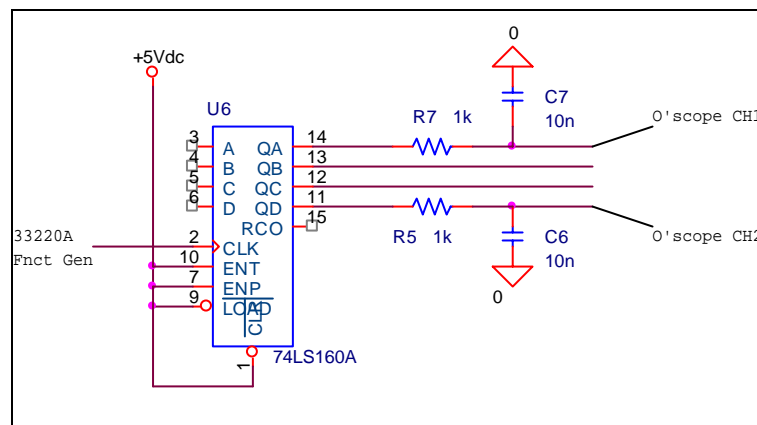 0
+5Vdc
C7
U6
R7 1k
10n
O'scope CH1
3 A QA 14
4 B QB 13
5 C QC 12
6 D QD 11
RCO 15
R5 1k
C6
O'scope CH2
33220A
2 CLK
Fnct Gen
10 ENT
10n
7 ENP
9 LOAD
0
CLR
1
74LS160A